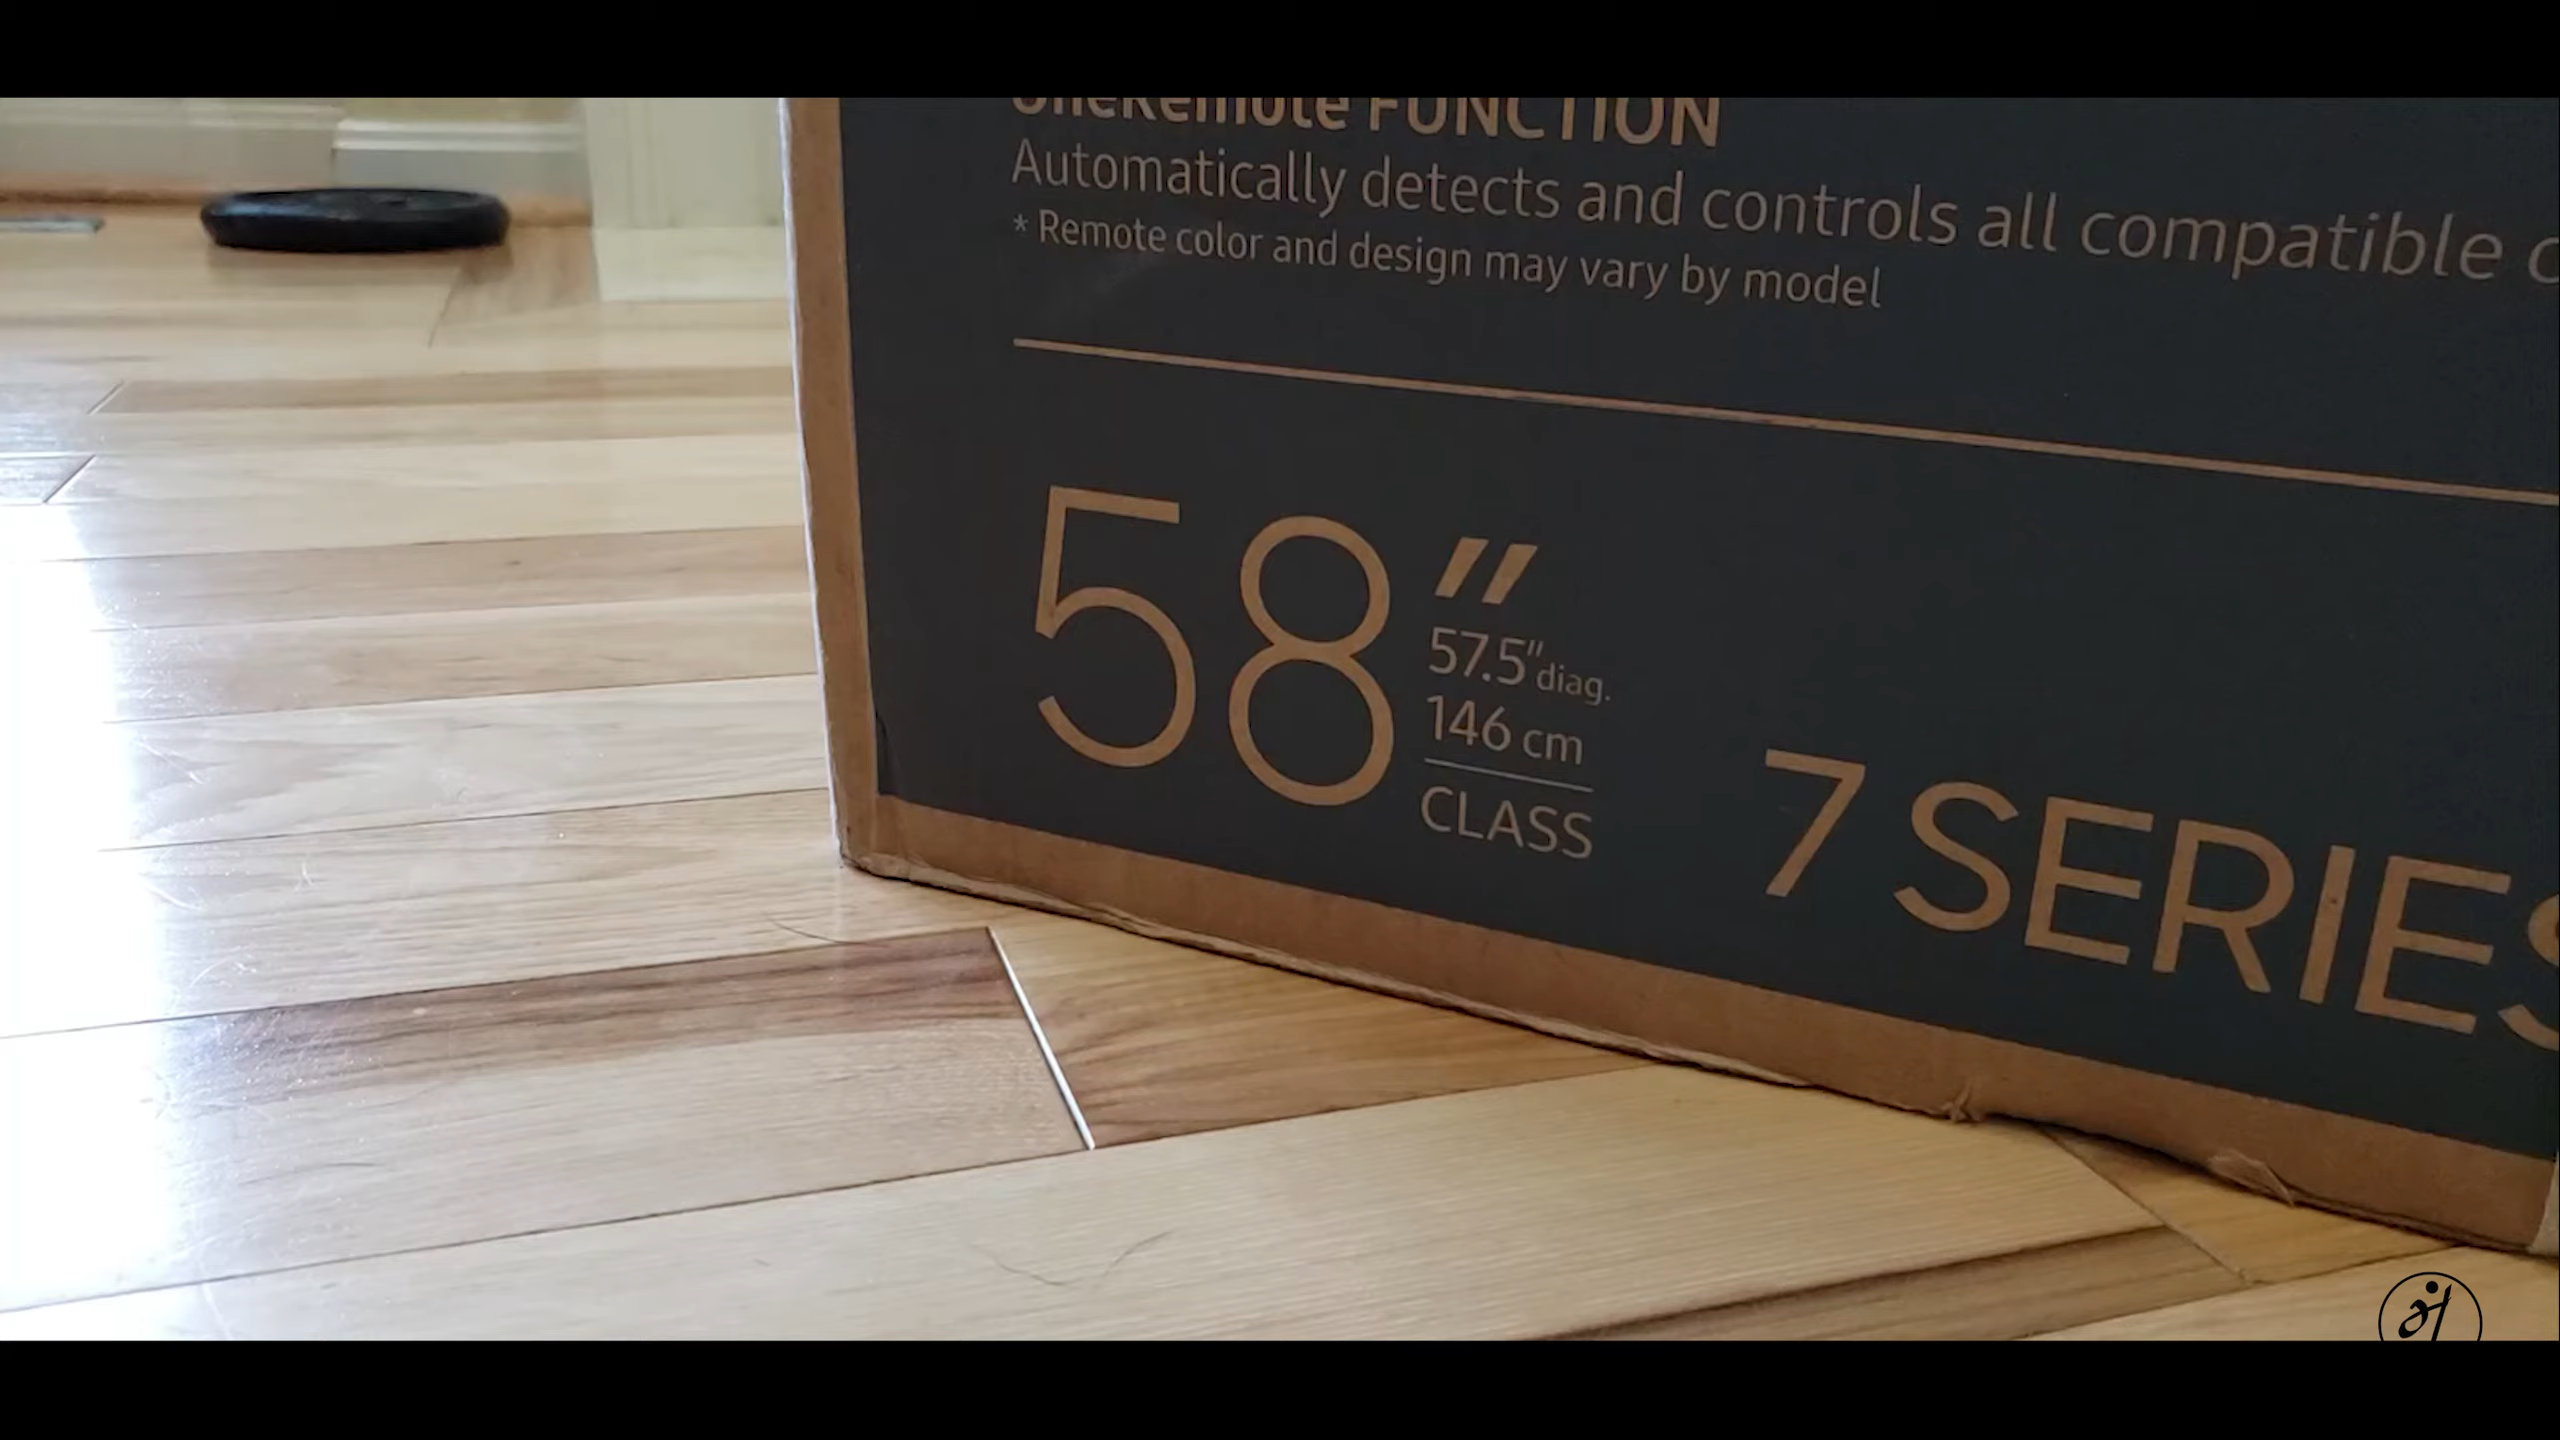 OneRemote FUNCTION
Automatically detects and controls all compatible
* Remote color and design may vary by model
58"
57.5" diag.
146 cm
CLASS
7 SERIES